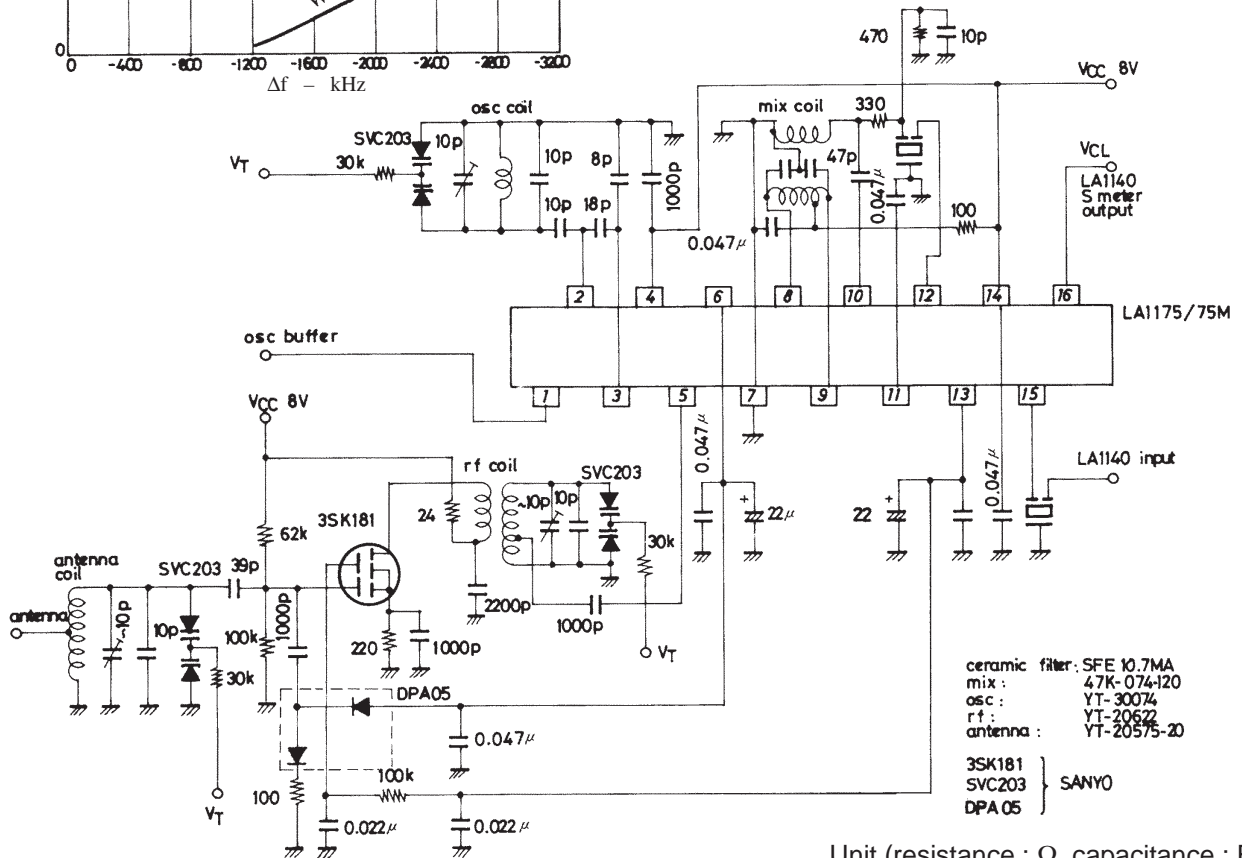 0
0 -400 -800 -1200 -1600 -2000 -2400 -2800 -3200
Δf – kHz
470
10p
VCC 8V
osc coil
mix coil
330
SVC203
10p
VT
30k
10p
8p
1000p
47p
0.047μ
VCL
LA1140
S meter
output
10p
18p
100
0.047μ
2
4
6
8
10
12
14
16
LA1175/75M
osc buffer
1
3
5
7
9
11
13
15
VCC 8V
0.047μ
0.047μ
LA1140 input
rf coil
SVC203
~10p
10p
24
3SK181
+
22μ
+
22
62k
30k
antenna
coil
SVC203
39p
antenna
~10p
10p
100k
1000p
2200p
1000p
220
1000p
VT
30k
DPA05
0.047μ
100
100k
VT
0.022μ
0.022μ
ceramic filter: SFE 10.7MA
mix : 47K-074-120
osc : YT-30074
rf : YT-20622
antenna : YT-20575-20
3SK181
SVC203
DPA05
SANYO
Unit (resistance : Ω, capacitance : F